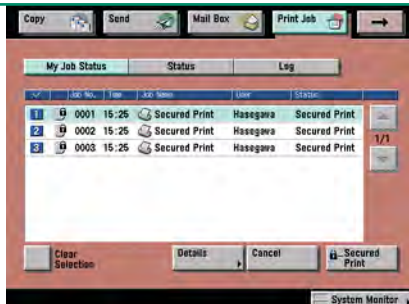 Copy Send Mail Box Print Job
My Job Status Status Log
Job No. Time Job Name User Status
1 0001 15:25 Secured Print Hasegawa Secured Print
2 0002 15:25 Secured Print Hasegawa Secured Print
3 0003 15:25 Secured Print Hasegawa Secured Print
1/1
Clear Selection Details Cancel Secured Print
System Monitor